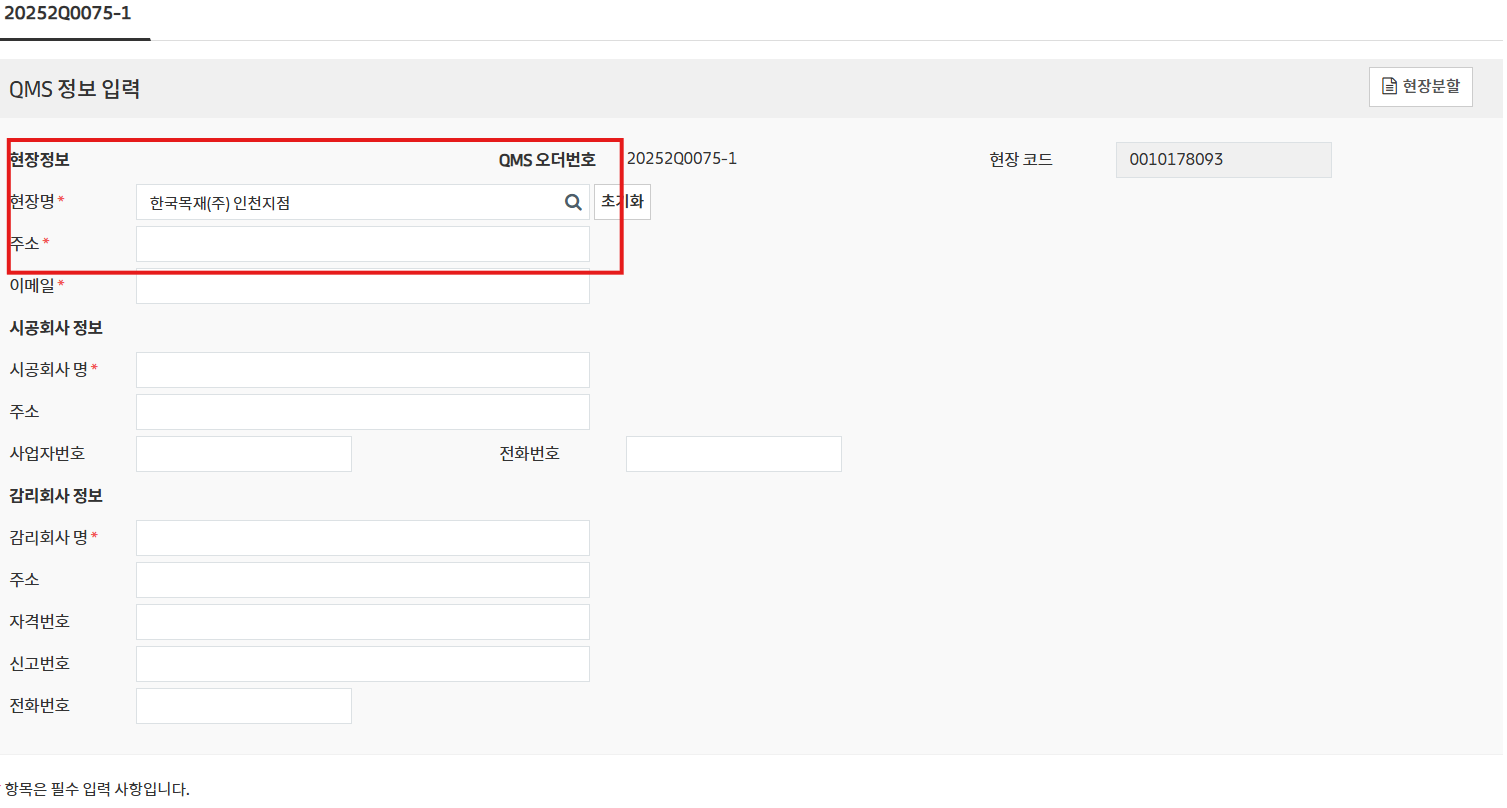 20252Q0075-1
QMS 정보 입력
현장분할
현장정보 QMS 오더번호 20252Q0075-1 현장 코드 0010178093
현장명* 한국목재(주) 인천지점 초기화
주소*
이메일*
시공회사 정보
시공회사 명*
주소
사업자번호 전화번호
감리회사 정보
감리회사 명*
주소
자격번호
신고번호
전화번호
항목은 필수 입력 사항입니다.